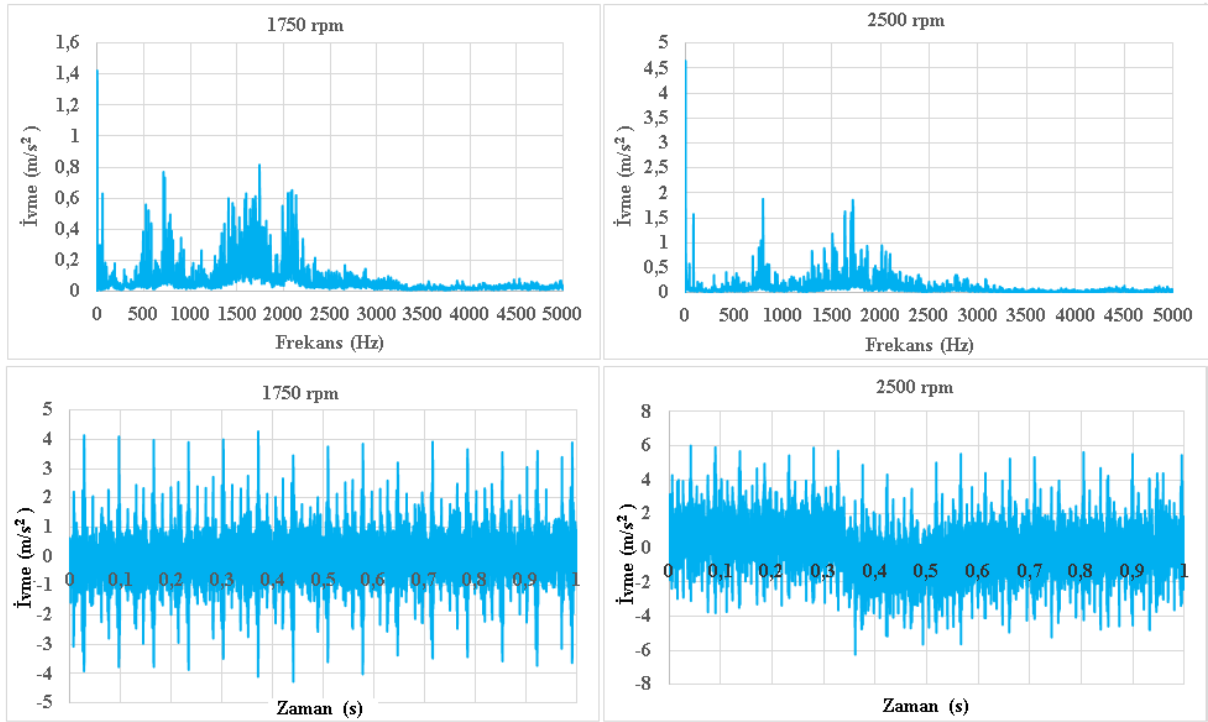 1750 rpm
1,6
1,4
1,2
1
0,8
0,6
0,4
0,2
0
İvme (m/s²)
0 500 1000 1500 2000 2500 3000 3500 4000 4500 5000
Frekans (Hz)
2500 rpm
5
4,5
4
3,5
3
2,5
2
1,5
1
0,5
0
İvme (m/s²)
0 500 1000 1500 2000 2500 3000 3500 4000 4500 5000
Frekans (Hz)
1750 rpm
5
4
3
2
1
0
-1
-2
-3
-4
-5
İvme (m/s²)
0 0,1 0,2 0,3 0,4 0,5 0,6 0,7 0,8 0,9 1
Zaman (s)
2500 rpm
8
6
4
2
0
-2
-4
-6
-8
İvme (m/s²)
0 0,1 0,2 0,3 0,4 0,5 0,6 0,7 0,8 0,9 1
Zaman (s)